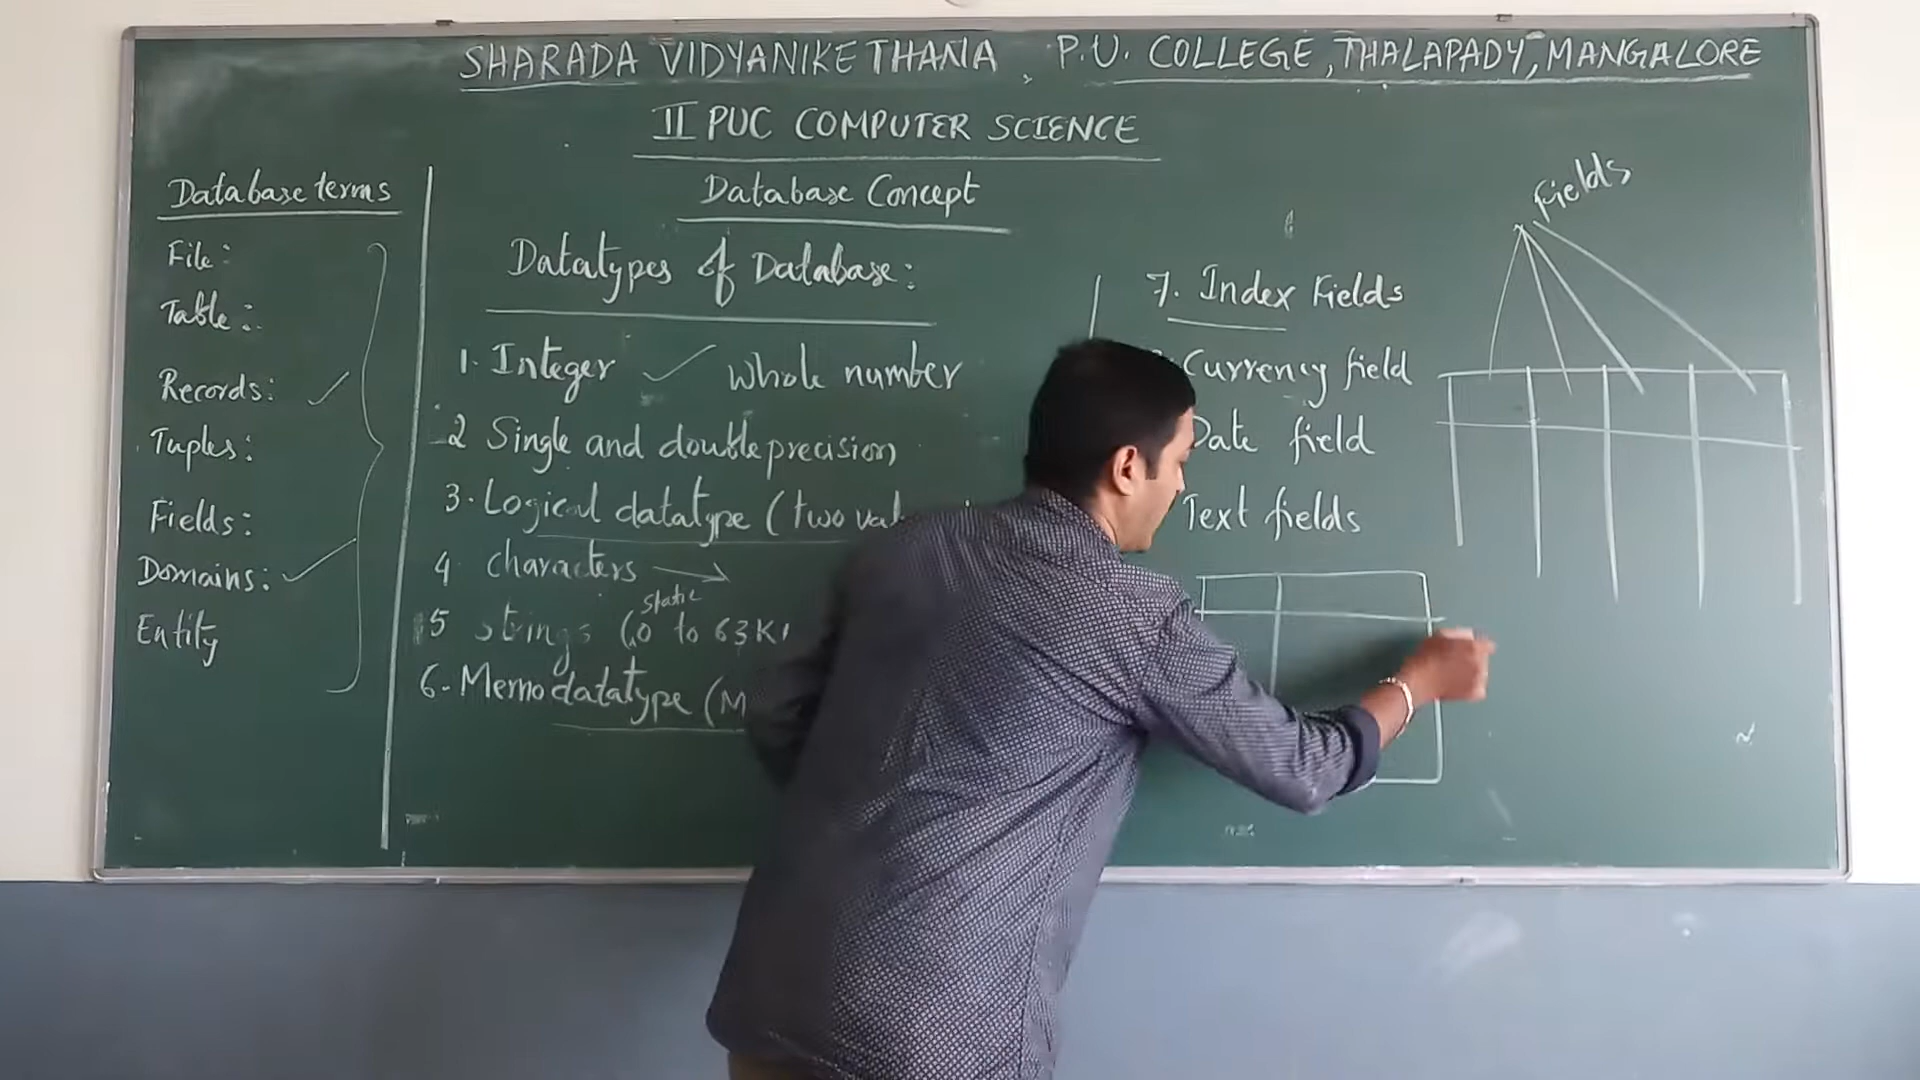 SHARADA VIDYANIKETHANA, P.U. COLLEGE, THALAPADY, MANGALORE
II PUC COMPUTER SCIENCE
Database Concept
Database terms
File:
Table:
Records:
Tuples:
Fields:
Domains:
Entity
Datatypes of Database:
1. Integer whole number
2 Single and double precision
3. Logical datatype (two val
4 characters
static
5 strings (0 to 63K
6. Memo datatype (M
7. Index Fields
Currency field
Date field
Text fields
Fields